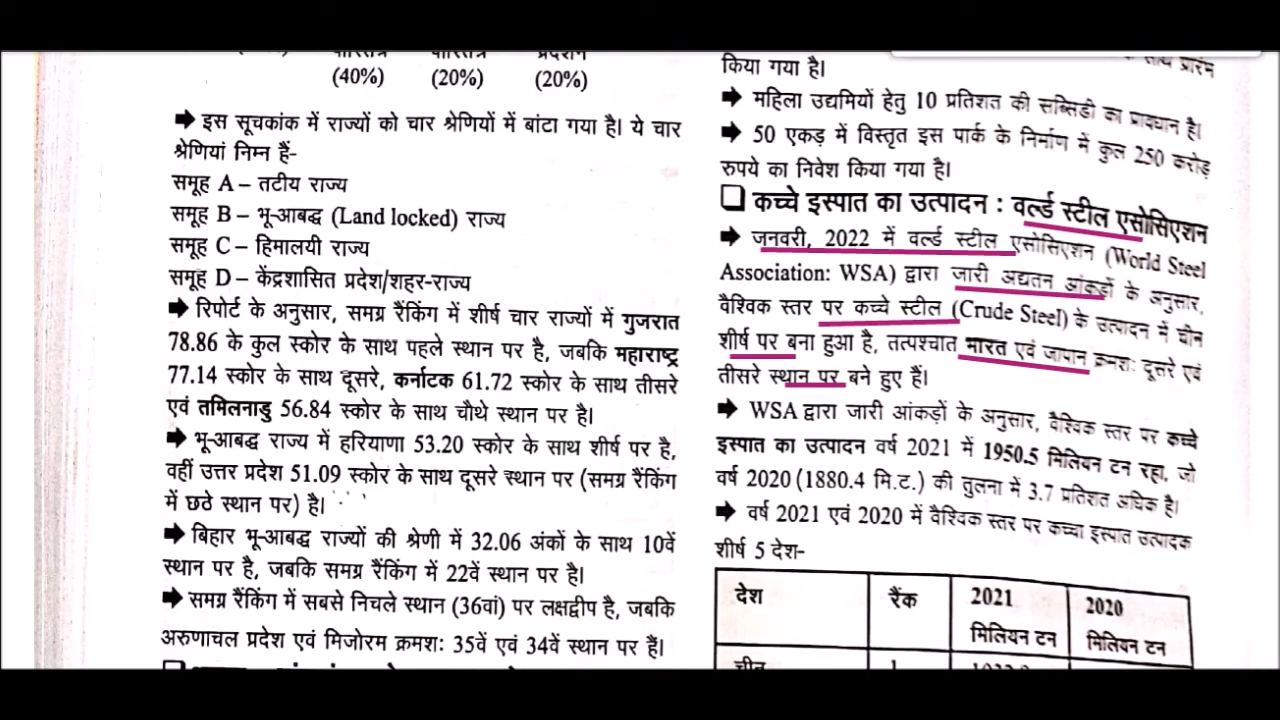 (40%) (20%) (20%)
➡ इस सूचकांक में राज्यों को चार श्रेणियों में बांटा गया है। ये चार
श्रेणियां निम्न हैं-
समूह A – तटीय राज्य
समूह B – भू-आबद्ध (Land locked) राज्य
समूह C – हिमालयी राज्य
समूह D – केंद्रशासित प्रदेश/शहर-राज्य
➡ रिपोर्ट के अनुसार, समग्र रैंकिंग में शीर्ष चार राज्यों में गुजरात
78.86 के कुल स्कोर के साथ पहले स्थान पर है, जबकि महाराष्ट्र
77.14 स्कोर के साथ दूसरे, कर्नाटक 61.72 स्कोर के साथ तीसरे
एवं तमिलनाडु 56.84 स्कोर के साथ चौथे स्थान पर है।
➡ भू-आबद्ध राज्य में हरियाणा 53.20 स्कोर के साथ शीर्ष पर है,
वहीं उत्तर प्रदेश 51.09 स्कोर के साथ दूसरे स्थान पर (समग्र रैंकिंग
में छठे स्थान पर) है।
➡ बिहार भू-आबद्ध राज्यों की श्रेणी में 32.06 अंकों के साथ 10वें
स्थान पर है, जबकि समग्र रैंकिंग में 22वें स्थान पर है।
➡ समग्र रैंकिंग में सबसे निचले स्थान (36वां) पर लक्षद्वीप है, जबकि
अरुणाचल प्रदेश एवं मिजोरम क्रमशः 35वें एवं 34वें स्थान पर हैं।
के साथ प्रारंभ
किया गया है।
➡ महिला उद्यमियों हेतु 10 प्रतिशत की सब्सिडी का प्रावधान है।
➡ 50 एकड़ में विस्तृत इस पार्क के निर्माण में कुल 250 करोड़
रुपये का निवेश किया गया है।
❑ कच्चे इस्पात का उत्पादन : वर्ल्ड स्टील एसोसिएशन
➡ जनवरी, 2022 में वर्ल्ड स्टील एसोसिएशन (World Steel
Association: WSA) द्वारा जारी अद्यतन आंकड़ों के अनुसार,
वैश्विक स्तर पर कच्चे स्टील (Crude Steel) के उत्पादन में चीन
शीर्ष पर बना हुआ है, तत्पश्चात भारत एवं जापान क्रमशः दूसरे एवं
तीसरे स्थान पर बने हुए हैं।
➡ WSA द्वारा जारी आंकड़ों के अनुसार, वैश्विक स्तर पर कच्चे
इस्पात का उत्पादन वर्ष 2021 में 1950.5 मिलियन टन रहा, जो
वर्ष 2020 (1880.4 मि.ट.) की तुलना में 3.7 प्रतिशत अधिक है।
➡ वर्ष 2021 एवं 2020 में वैश्विक स्तर पर कच्चा इस्पात उत्पादक
शीर्ष 5 देश-
देश रैंक 2021 2020
मिलियन टन मिलियन टन
चीन 1